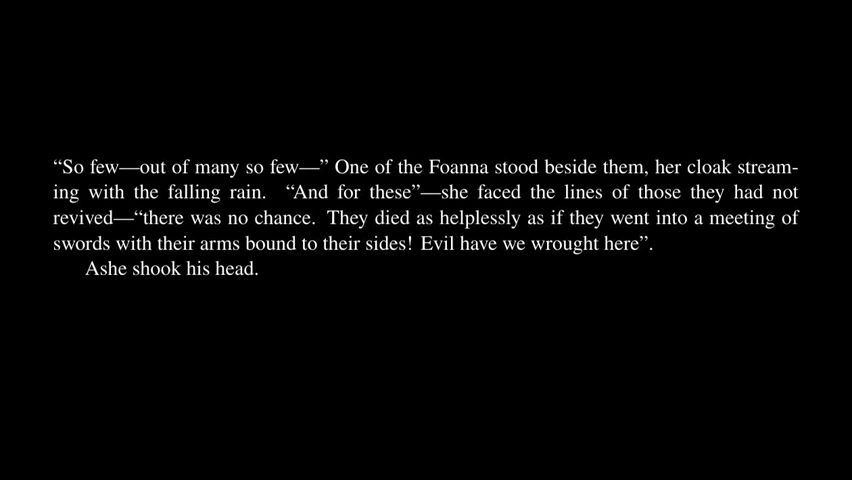 “So few—out of many so few—” One of the Foanna stood beside them, her cloak stream-
ing with the falling rain. “And for these”—she faced the lines of those they had not
revived—“there was no chance. They died as helplessly as if they went into a meeting of
swords with their arms bound to their sides! Evil have we wrought here”.
Ashe shook his head.